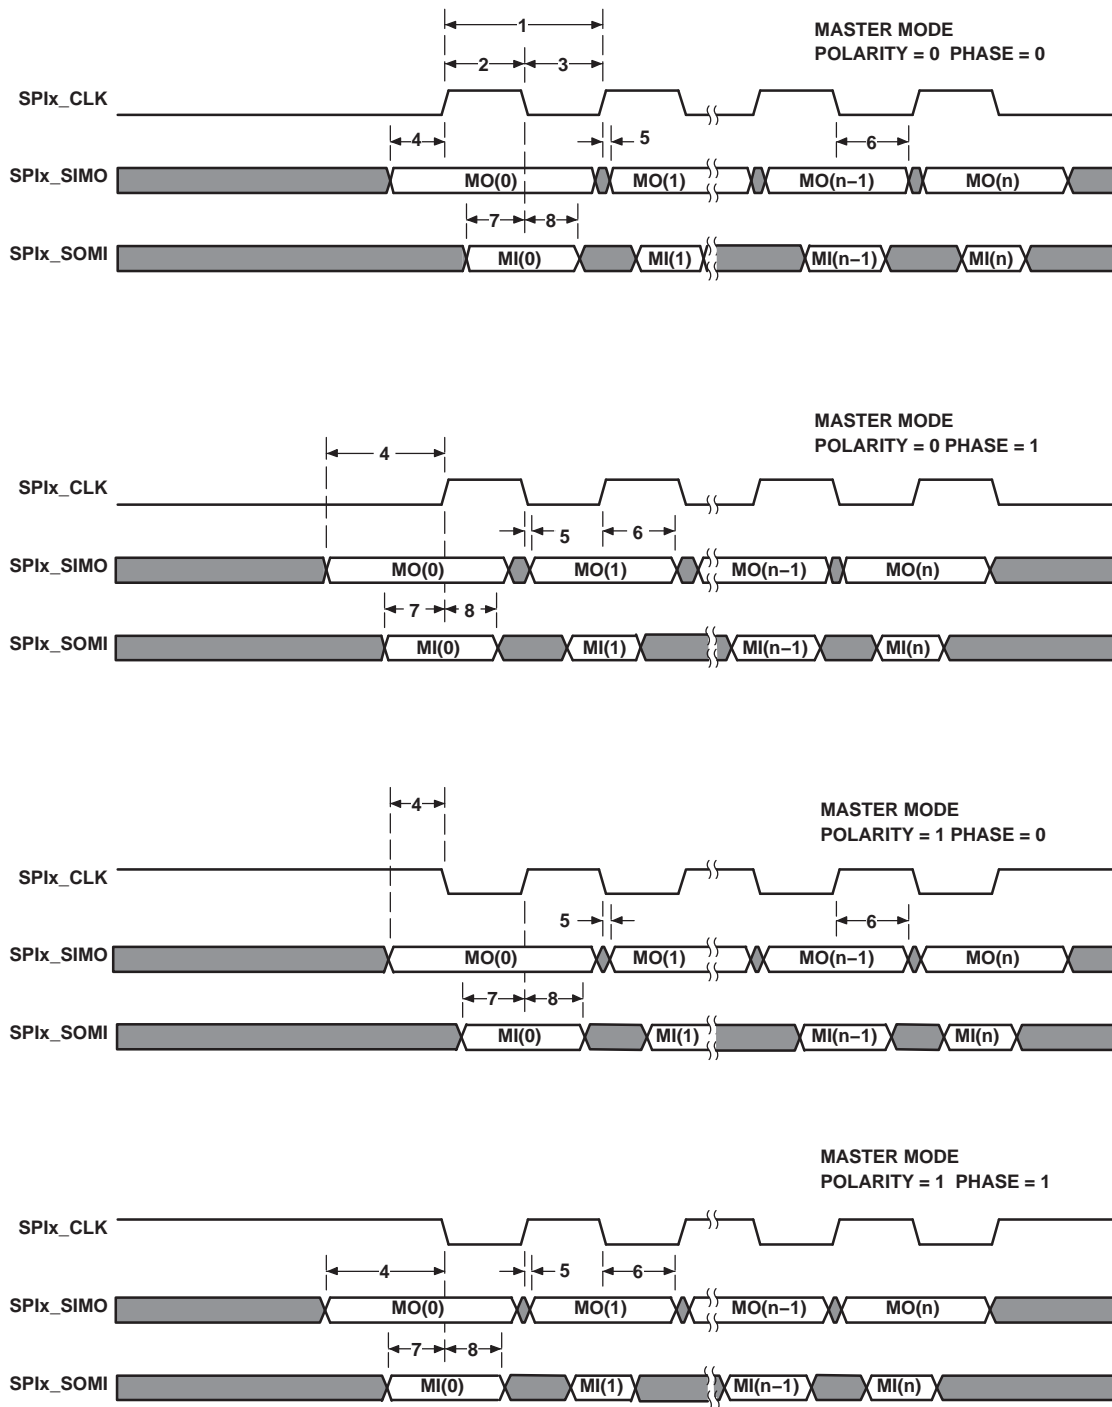 1
MASTER MODE
POLARITY = 0 PHASE = 0
2 3
SPIx_CLK
4 5 6
SPIx_SIMO MO(0) MO(1) MO(n−1) MO(n)
7 8
SPIx_SOMI MI(0) MI(1) MI(n−1) MI(n)
MASTER MODE
POLARITY = 0 PHASE = 1
4
SPIx_CLK
5 6
SPIx_SIMO MO(0) MO(1) MO(n−1) MO(n)
7 8
SPIx_SOMI MI(0) MI(1) MI(n−1) MI(n)
4
MASTER MODE
POLARITY = 1 PHASE = 0
SPIx_CLK
5 6
SPIx_SIMO MO(0) MO(1) MO(n−1) MO(n)
7 8
SPIx_SOMI MI(0) MI(1) MI(n−1) MI(n)
MASTER MODE
POLARITY = 1 PHASE = 1
SPIx_CLK
4 5 6
SPIx_SIMO MO(0) MO(1) MO(n−1) MO(n)
7 8
SPIx_SOMI MI(0) MI(1) MI(n−1) MI(n)